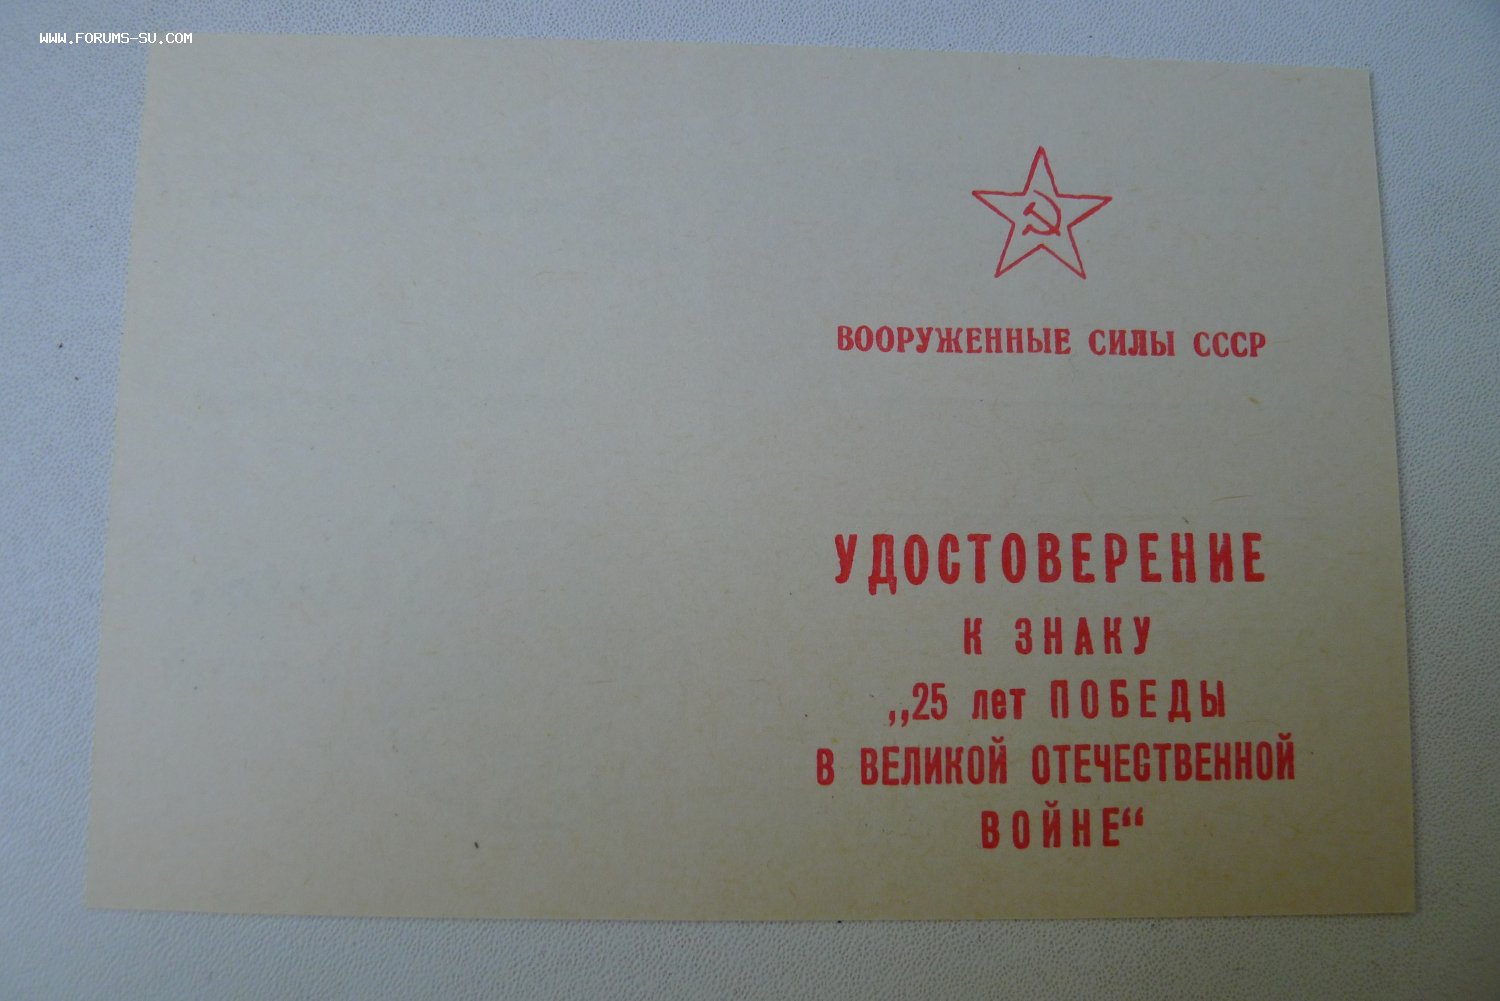 WWW.FORUMS-SU.COM
ВООРУЖЕННЫЕ СИЛЫ СССР
УДОСТОВЕРЕНИЕ
К ЗНАКУ
„25 лет ПОБЕДЫ
В ВЕЛИКОЙ ОТЕЧЕСТВЕННОЙ
ВОЙНЕ“